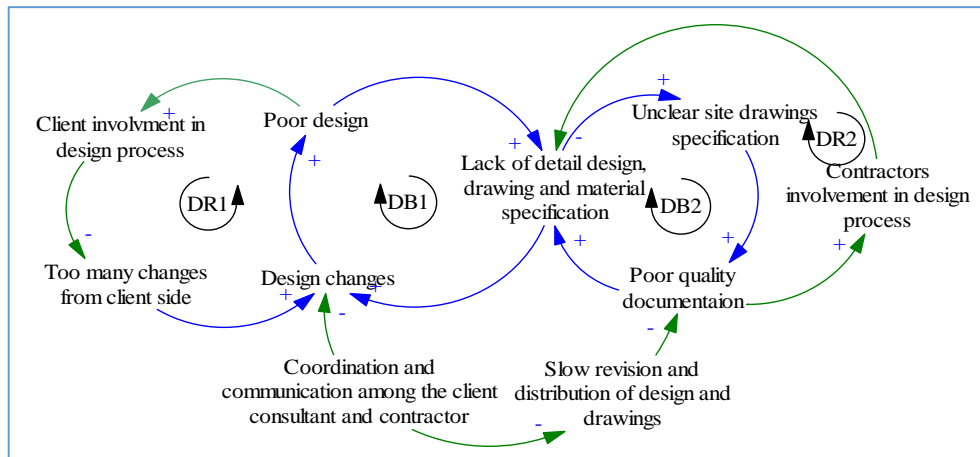 Client involvment in
design process
Poor design
Unclear site drawings
specification
DR2
Lack of detail design,
drawing and material
specification
Contractors
involvement in design
process
DR1
DB1
DB2
Too many changes
from client side
Design changes
Poor quality
documentaion
Coordination and
communication among the client
consultant and contractor
Slow revision and
distribution of design and
drawings
+
+
+
-
+
-
+
+
+
+
+
-
-
-
+